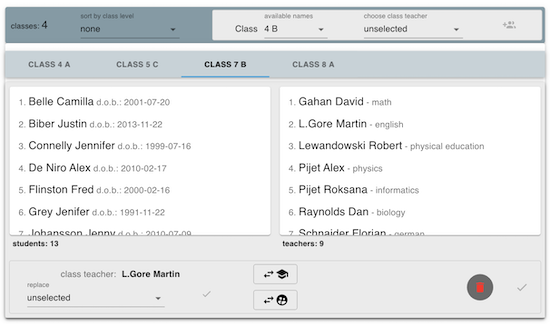 classes: 4
sort by class level
none
Class
available names
4 B
choose class teacher
unselected
CLASS 4 A
CLASS 5 C
CLASS 7 B
CLASS 8 A
1. Belle Camilla d.o.b.: 2001-07-20
2. Biber Justin d.o.b.: 2013-11-22
3. Connelly Jennifer d.o.b.: 1999-07-16
4. De Niro Alex d.o.b.: 2010-02-17
5. Flinston Fred d.o.b.: 2000-02-16
6. Grey Jenifer d.o.b.: 1991-11-22
7. Johansson Jenny d.o.b.: 2010-07-09
students: 13
1. Gahan David - math
2. L.Gore Martin - english
3. Lewandowski Robert - physical education
4. Pijet Alex - physics
5. Pijet Roksana - informatics
6. Raynolds Dan - biology
7. Schnaider Florian - german
teachers: 9
class teacher: L.Gore Martin
replace
unselected